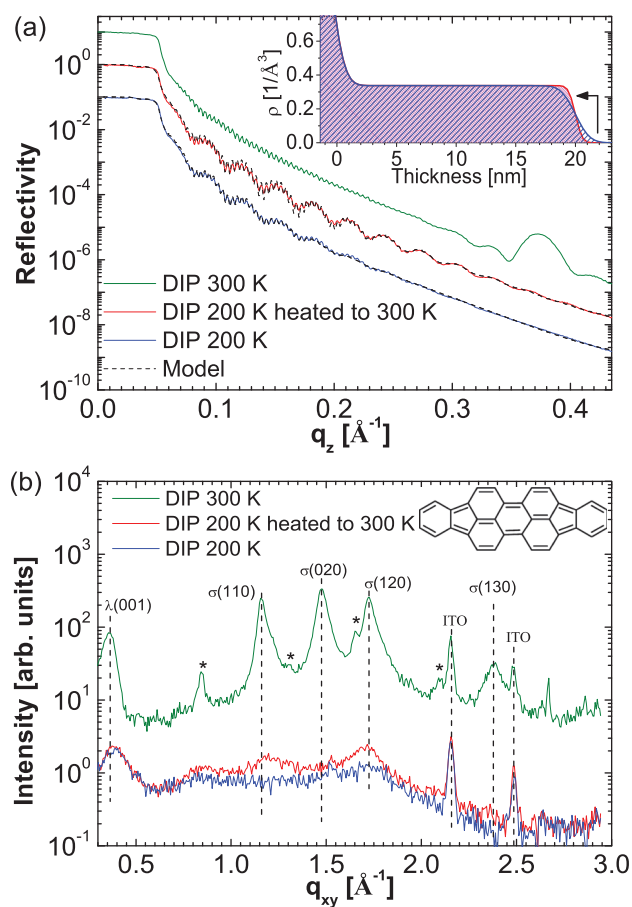 (a)
10⁰
10⁻²
10⁻⁴
10⁻⁶
10⁻⁸
10⁻¹⁰
Reflectivity
0.6
0.4
0.2
0.0
ρ [1/Å³]
0 5 10 15 20
Thickness [nm]
DIP 300 K
DIP 200 K heated to 300 K
DIP 200 K
Model
0.0 0.1 0.2 0.3 0.4
q_z [Å⁻¹]
(b)
10⁴
10³
10²
10¹
10⁰
10⁻¹
Intensity [arb. units]
DIP 300 K
DIP 200 K heated to 300 K
DIP 200 K
λ(001)
*
σ(110)
*
σ(020)
*
σ(120)
*
ITO
σ(130)
ITO
0.5 1.0 1.5 2.0 2.5 3.0
q_xy [Å⁻¹]